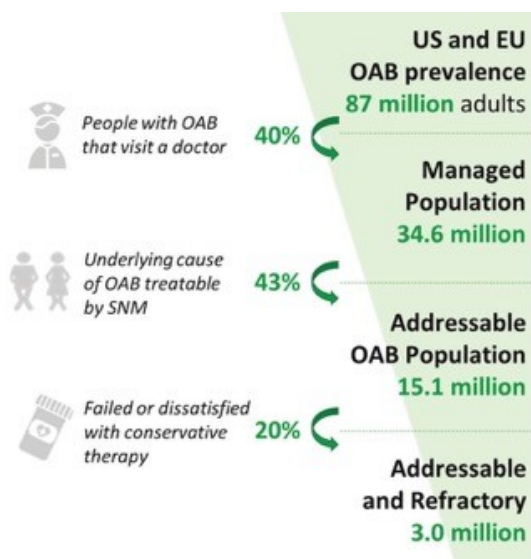 US and EU
OAB prevalence
87 million adults
People with OAB
that visit a doctor
40%
Managed
Population
34.6 million
Underlying cause
of OAB treatable
by SNM
43%
Addressable
OAB Population
15.1 million
Failed or dissatisfied
with conservative
therapy
20%
Addressable
and Refractory
3.0 million